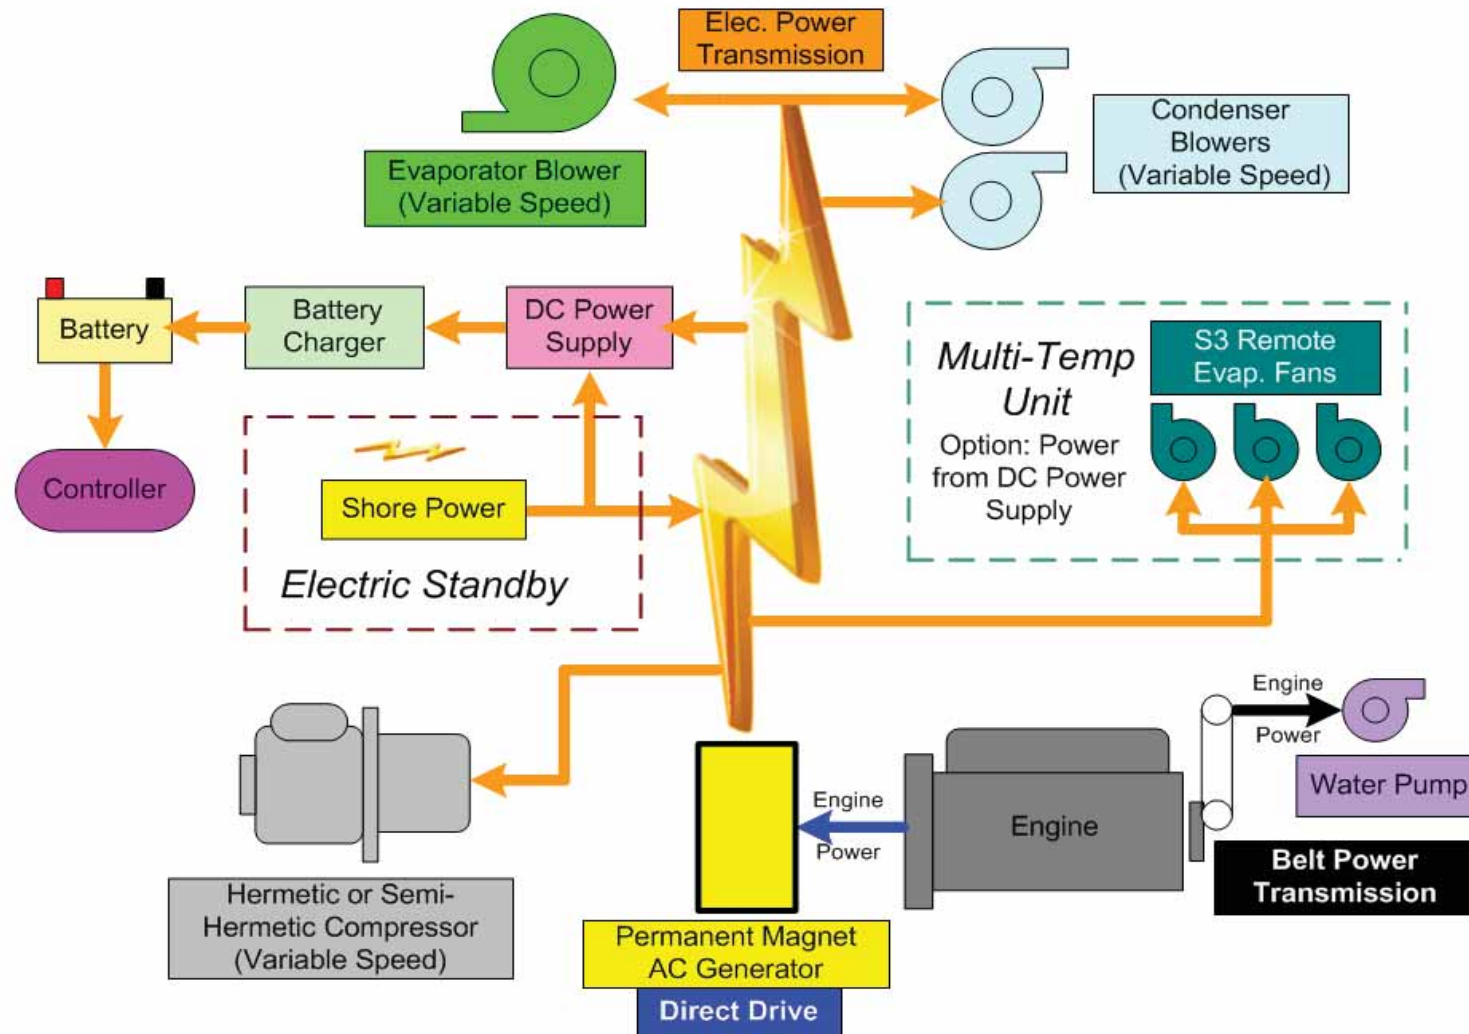 Elec. Power
Transmission
Evaporator Blower
(Variable Speed)
Condenser
Blowers
(Variable Speed)
Battery
Battery
Charger
DC Power
Supply
Multi-Temp
Unit
Option: Power
from DC Power
Supply
S3 Remote
Evap. Fans
Controller
Shore Power
Electric Standby
Engine
Power
Water Pump
Engine
Power
Engine
Belt Power
Transmission
Hermetic or Semi-
Hermetic Compressor
(Variable Speed)
Permanent Magnet
AC Generator
Direct Drive